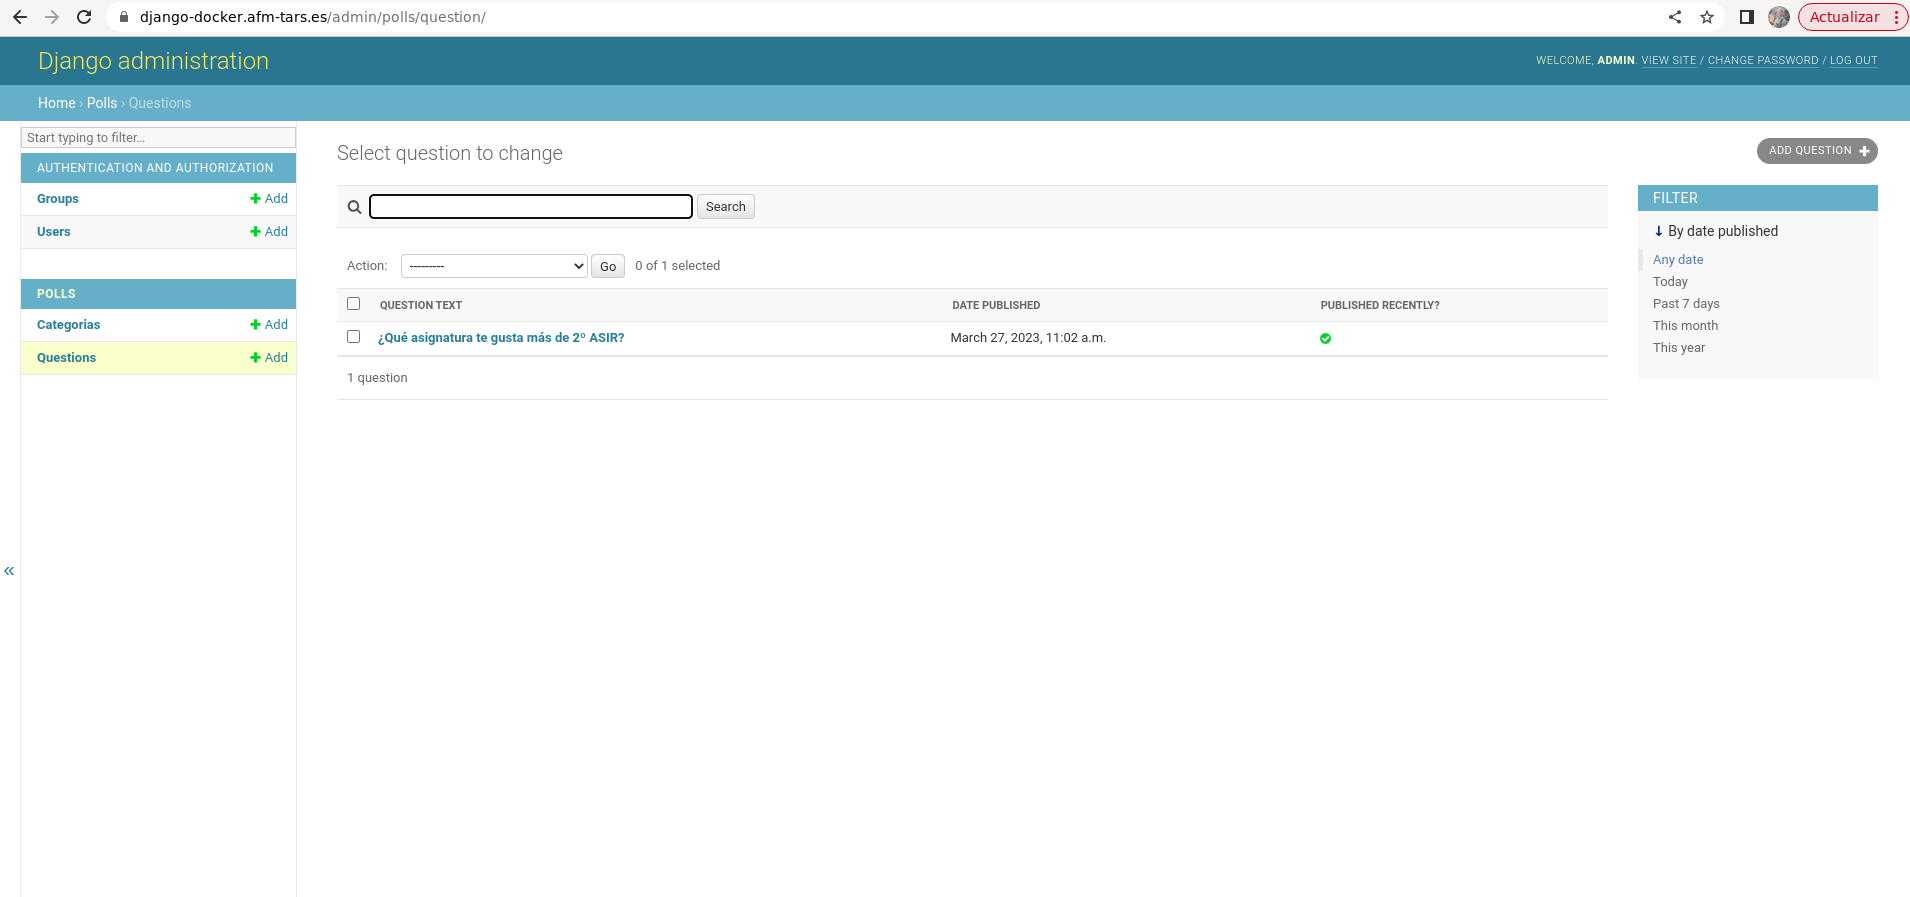 django-docker.afm-tars.es/admin/polls/question/
Actualizar
Django administration
WELCOME, ADMIN. VIEW SITE / CHANGE PASSWORD / LOG OUT
Home › Polls › Questions
Start typing to filter...
AUTHENTICATION AND AUTHORIZATION
Groups + Add
Users + Add
POLLS
Categorias + Add
Questions + Add
«
Select question to change
ADD QUESTION +
Search
Action: --------- Go 0 of 1 selected
QUESTION TEXT DATE PUBLISHED PUBLISHED RECENTLY?
¿Qué asignatura te gusta más de 2º ASIR? March 27, 2023, 11:02 a.m.
1 question
FILTER
↓ By date published
Any date
Today
Past 7 days
This month
This year